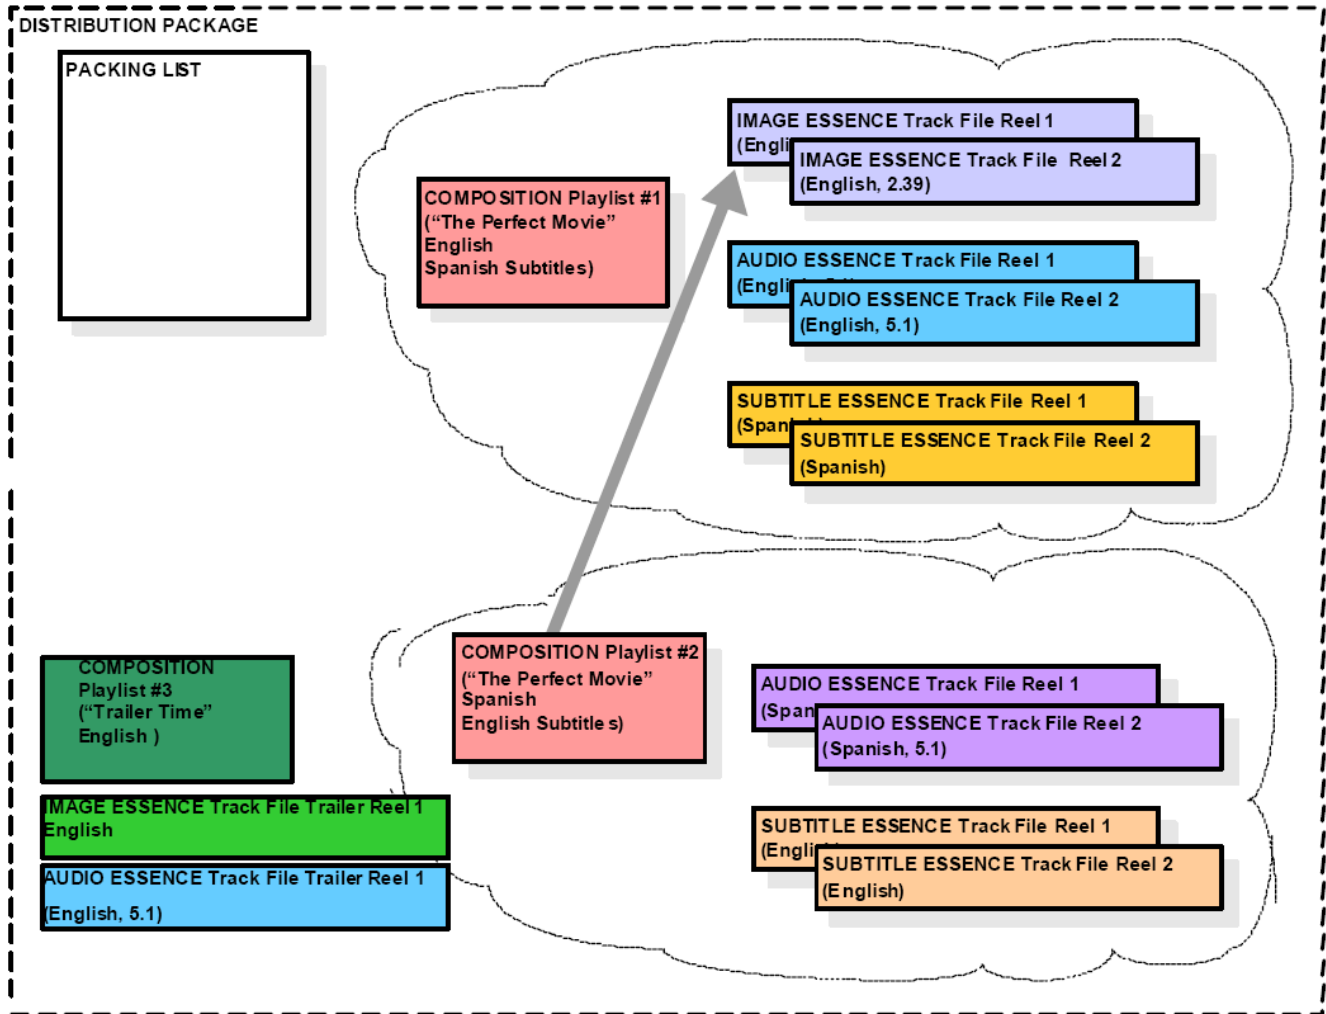 DISTRIBUTION PACKAGE
PACKING LIST
IMAGE ESSENCE Track File Reel 1
(Engli
IMAGE ESSENCE Track File Reel 2
(English, 2.39)
COMPOSITION Playlist #1
(“The Perfect Movie”
English
Spanish Subtitles)
AUDIO ESSENCE Track File Reel 1
(Engli
AUDIO ESSENCE Track File Reel 2
(English, 5.1)
SUBTITLE ESSENCE Track File Reel 1
(Span
SUBTITLE ESSENCE Track File Reel 2
(Spanish)
COMPOSITION Playlist #2
(“The Perfect Movie”
Spanish
English Subtitles)
AUDIO ESSENCE Track File Reel 1
(Span
AUDIO ESSENCE Track File Reel 2
(Spanish, 5.1)
SUBTITLE ESSENCE Track File Reel 1
(Engli
SUBTITLE ESSENCE Track File Reel 2
(English)
COMPOSITION
Playlist #3
(“Trailer Time”
English )
IMAGE ESSENCE Track File Trailer Reel 1
English
AUDIO ESSENCE Track File Trailer Reel 1
(English, 5.1)